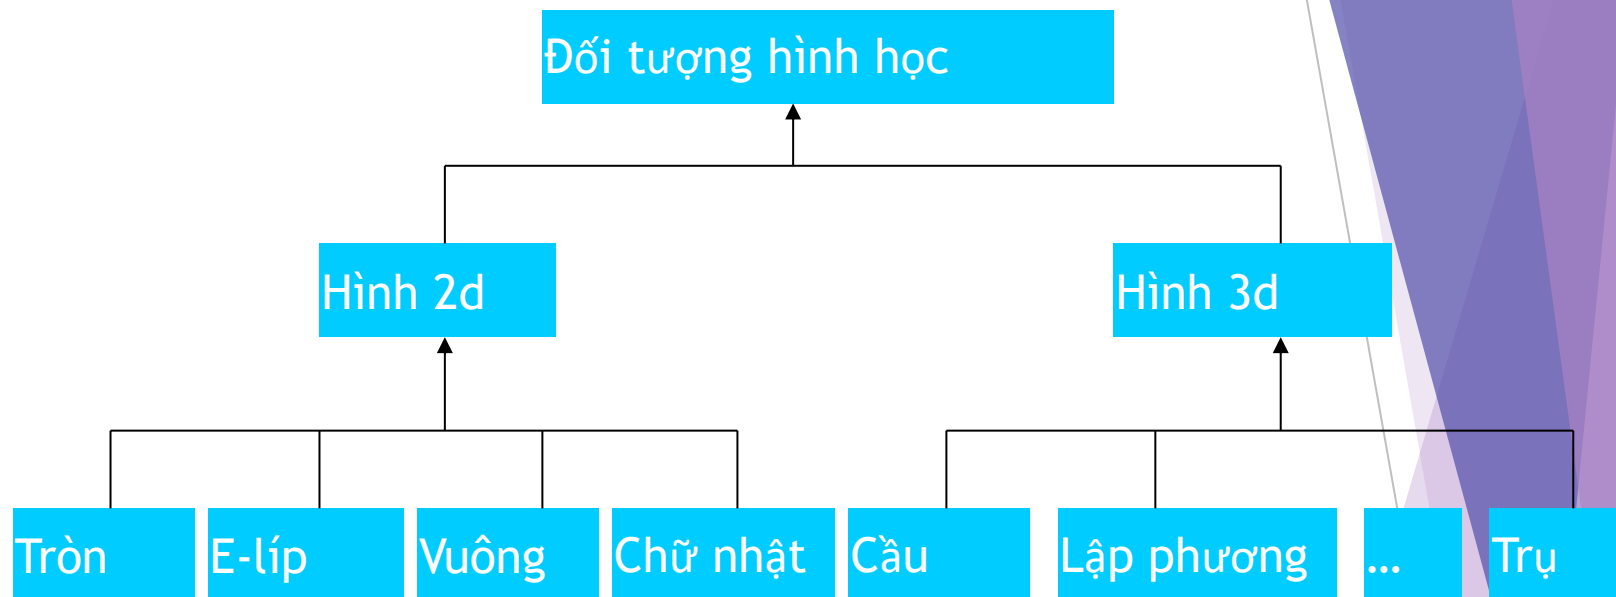 Đối tượng hình học
Hình 2d
Hình 3d
Tròn
E-líp
Vuông
Chữ nhật
Cầu
Lập phương
...
Trụ